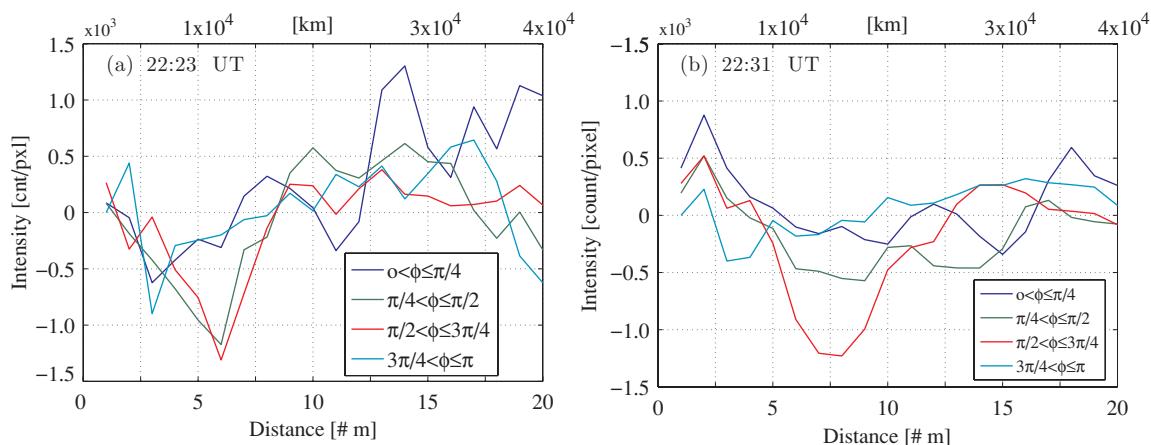 ×10³ 1x10⁴ [km] 3x10⁴ 4x10⁴
1.5
1.0
0.5
0
−0.5
−1.0
−1.5
Intensity [cnt/pxl]
(a) 22:23 UT
o<ϕ≤π/4
π/4<ϕ≤π/2
π/2<ϕ≤3π/4
3π/4<ϕ≤π
0 5 10 15 20
Distance [# m]
×10³ 1x10⁴ [km] 3x10⁴ 4x10⁴
−1.5
1.0
0.5
0
−0.5
−1.0
−1.5
Intensity [count/pixel]
(b) 22:31 UT
o<ϕ≤π/4
π/4<ϕ≤π/2
π/2<ϕ≤3π/4
3π/4<ϕ≤π
0 5 10 15 20
Distance [# m]